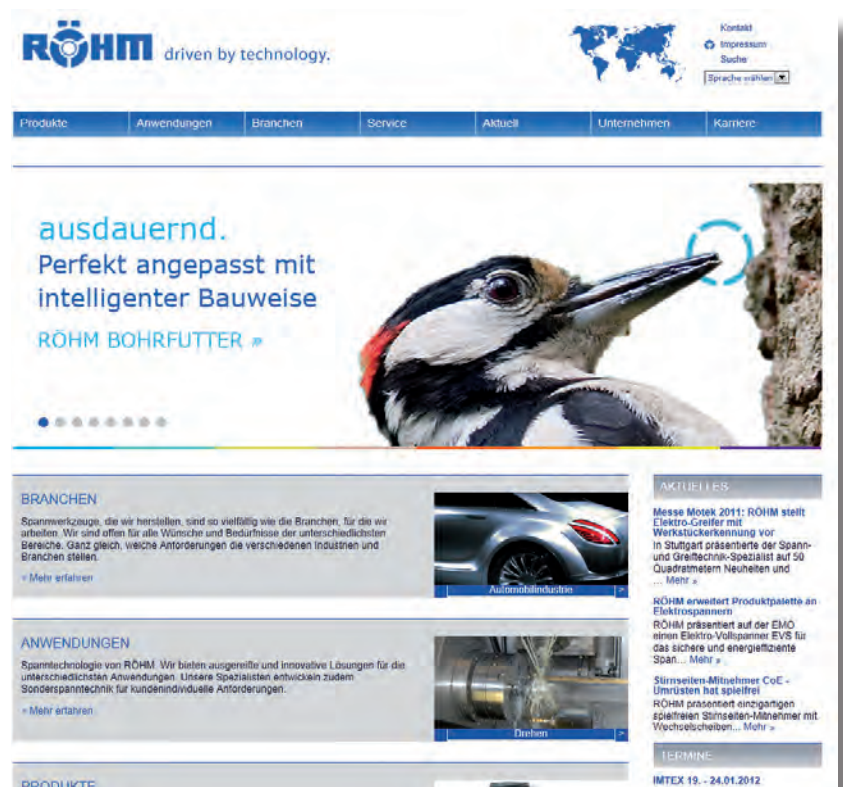 RÖHM driven by technology.
Kontakt
Impressum
Suche
Sprache wählen
Produkte Anwendungen Branchen Service Aktuell Unternehmen Karriere
ausdauernd.
Perfekt angepasst mit
intelligenter Bauweise
RÖHM BOHRFUTTER »
BRANCHEN
Spannwerkzeuge, die wir herstellen, sind so vielfältig wie die Branchen, für die wir
arbeiten. Wir sind offen für alle Wünsche und Bedürfnisse der unterschiedlichsten
Bereiche. Ganz gleich, welche Anforderungen die verschiedenen Industrien und
Branchen stellen.
» Mehr erfahren
Automobilindustrie >
ANWENDUNGEN
Spanntechnologie von RÖHM. Wir bieten ausgereifte und innovative Lösungen für die
unterschiedlichsten Anwendungen. Unsere Spezialisten entwickeln zudem
Sonderspanntechnik für kundenindividuelle Anforderungen.
» Mehr erfahren
Drehen >
PRODUKTE
AKTUELLES
Messe Motek 2011: RÖHM stellt
Elektro-Greifer mit
Werkstückerkennung vor
In Stuttgart präsentierte der Spann-
und Greiftechnik-Spezialist auf 50
Quadratmetern Neuheiten und
... Mehr »
RÖHM erweitert Produktpalette an
Elektrospannern
RÖHM präsentiert auf der EMO
einen Elektro-Vollspanner EVS für
das sichere und energieffiziente
Span... Mehr »
Stirnseiten-Mitnehmer CoE -
Umrüsten hat spielfrei
RÖHM präsentiert einzigartigen
spielfreien Stirnseiten-Mitnehmer mit
Wechselscheiben... Mehr »
TERMINE
IMTEX 19. - 24.01.2012